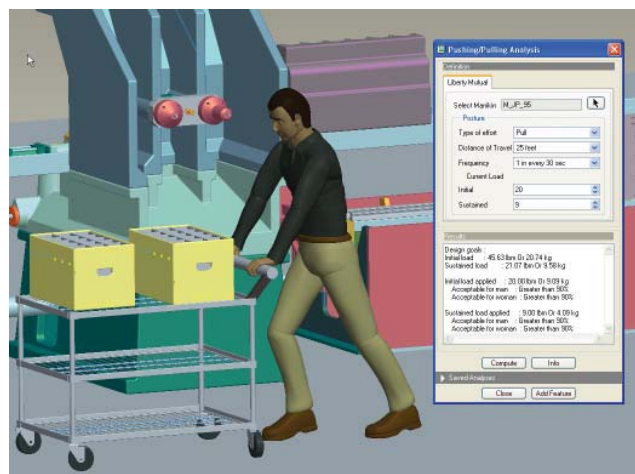 Pushing/Pulling Analysis
Definition
Liberty Mutual
Select Manikin M_JP_95
Posture
Type of effort Pull
Distance of Travel 25 feet
Frequency 1 in every 30 sec
Current Load
Initial 20
Sustained 9
Results
Design goals :
Initial load : 45.63 lbm Or 20.74 kg
Sustained load : 21.07 lbm Or 9.58 kg
Initial load applied : 20.00 lbm Or 9.09 kg
Acceptable for man : Greater than 90%
Acceptable for woman : Greater than 90%
Sustained load applied : 9.00 lbm Or 4.09 kg
Acceptable for man : Greater than 90%
Acceptable for woman : Greater than 90%
Compute Info
Saved Analyses
Close Add Feature